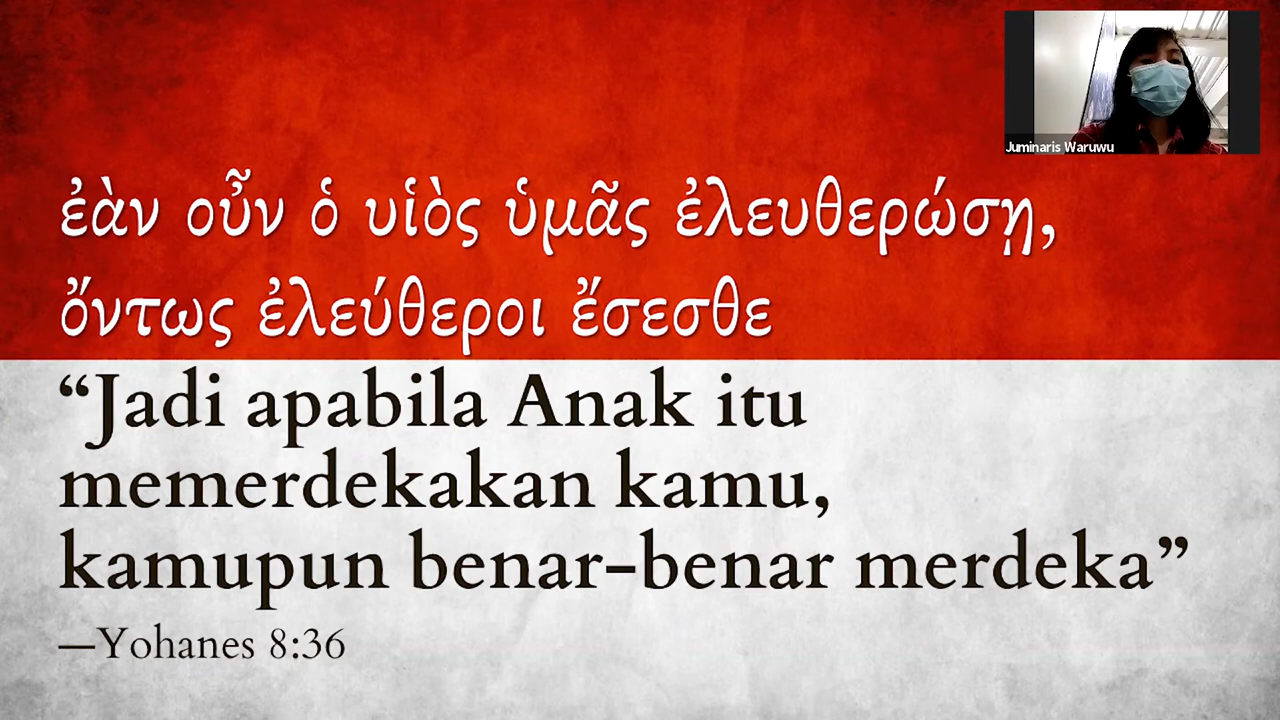 Juminaris Waruwu
ἐὰν οὖν ὁ υἱὸς ὑμᾶς ἐλευθερώσῃ,
ὄντως ἐλεύθεροι ἔσεσθε
“Jadi apabila Anak itu
memerdekakan kamu,
kamupun benar-benar merdeka”
—Yohanes 8:36